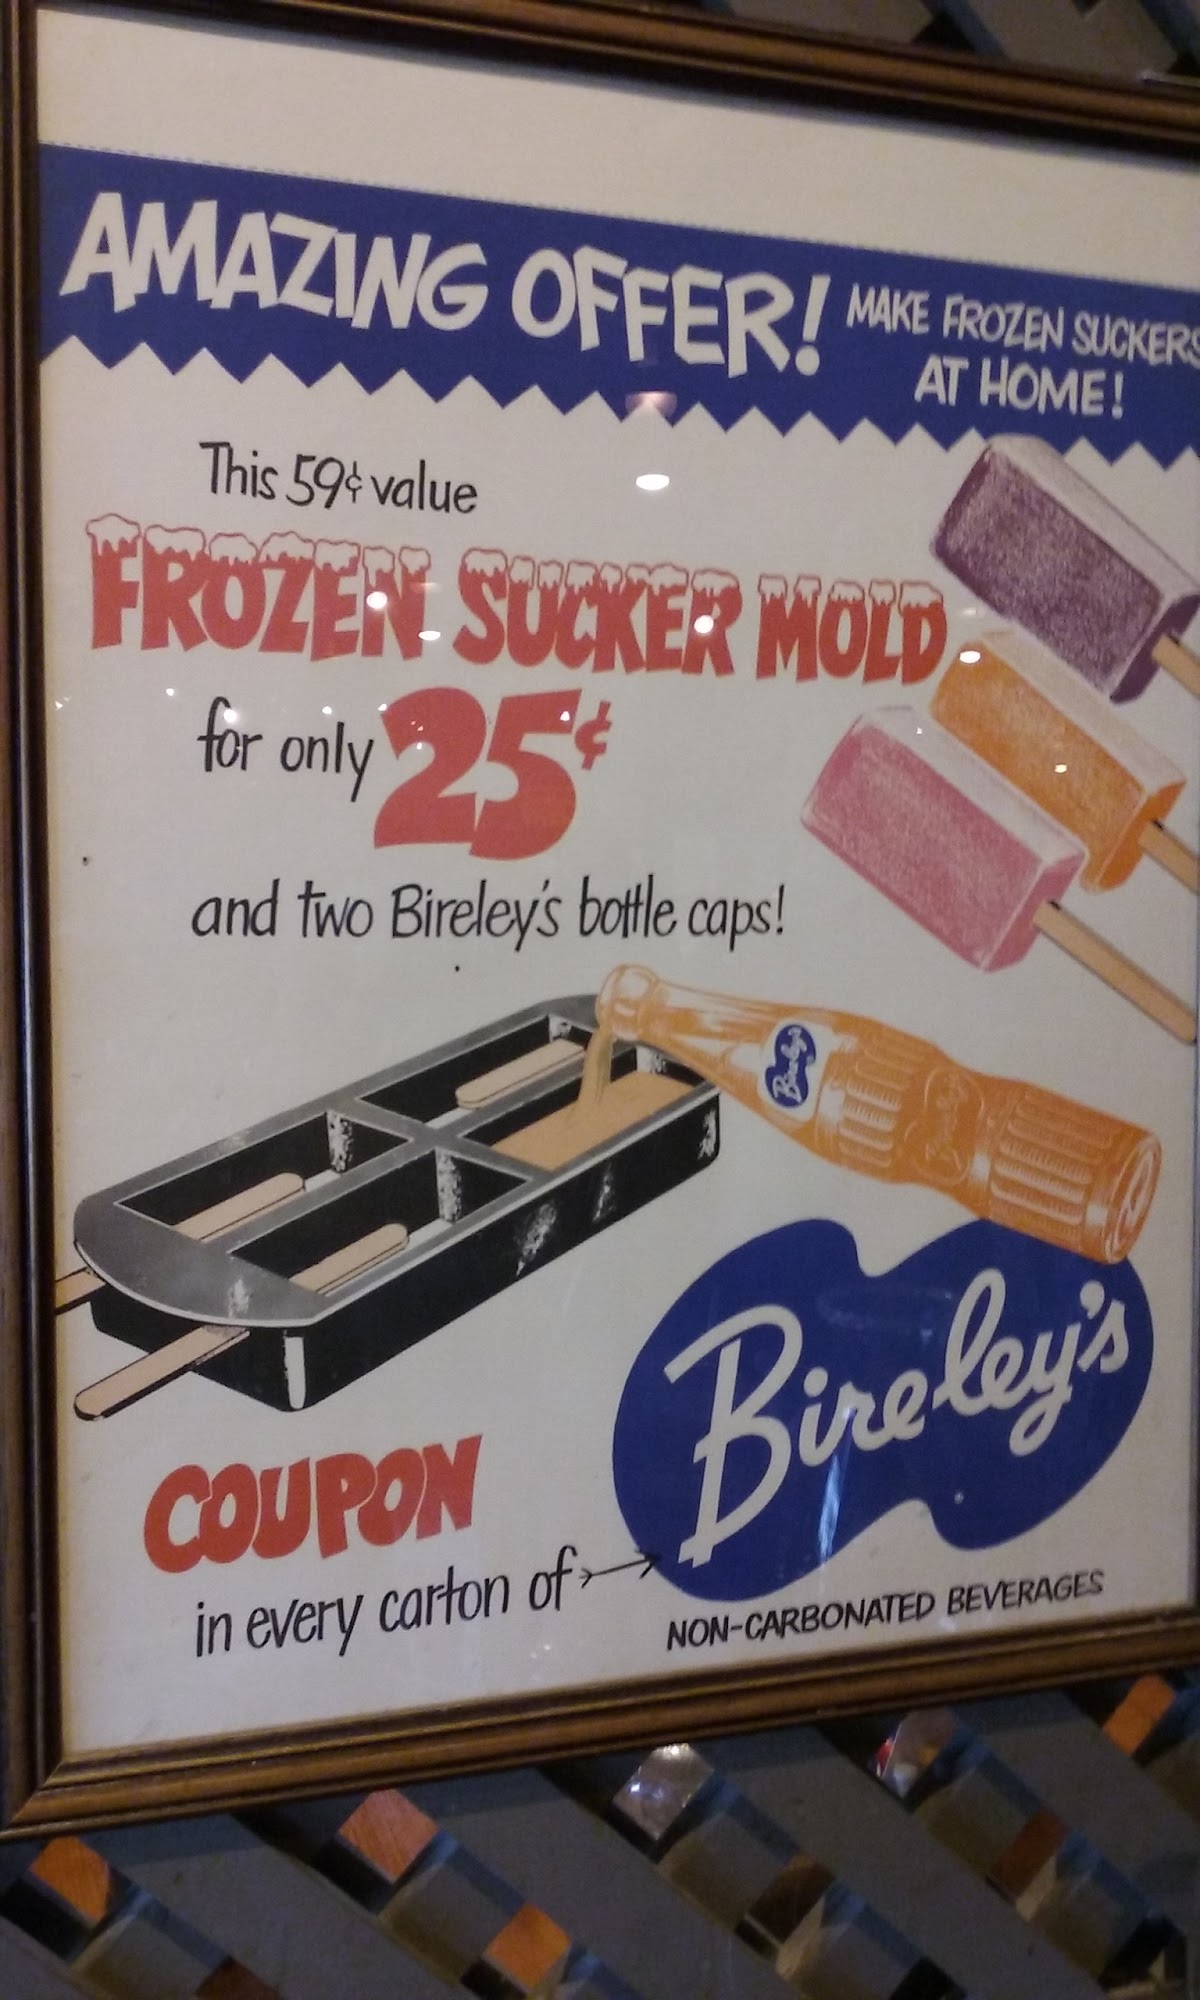 AMAZING OFFER!
MAKE FROZEN SUCKERS
AT HOME!
This 59¢ value
FROZEN SUCKER MOLD
for only 25¢
and two Bireley's bottle caps!
Bireley's
Bireley's
COUPON
in every carton of
NON-CARBONATED BEVERAGES